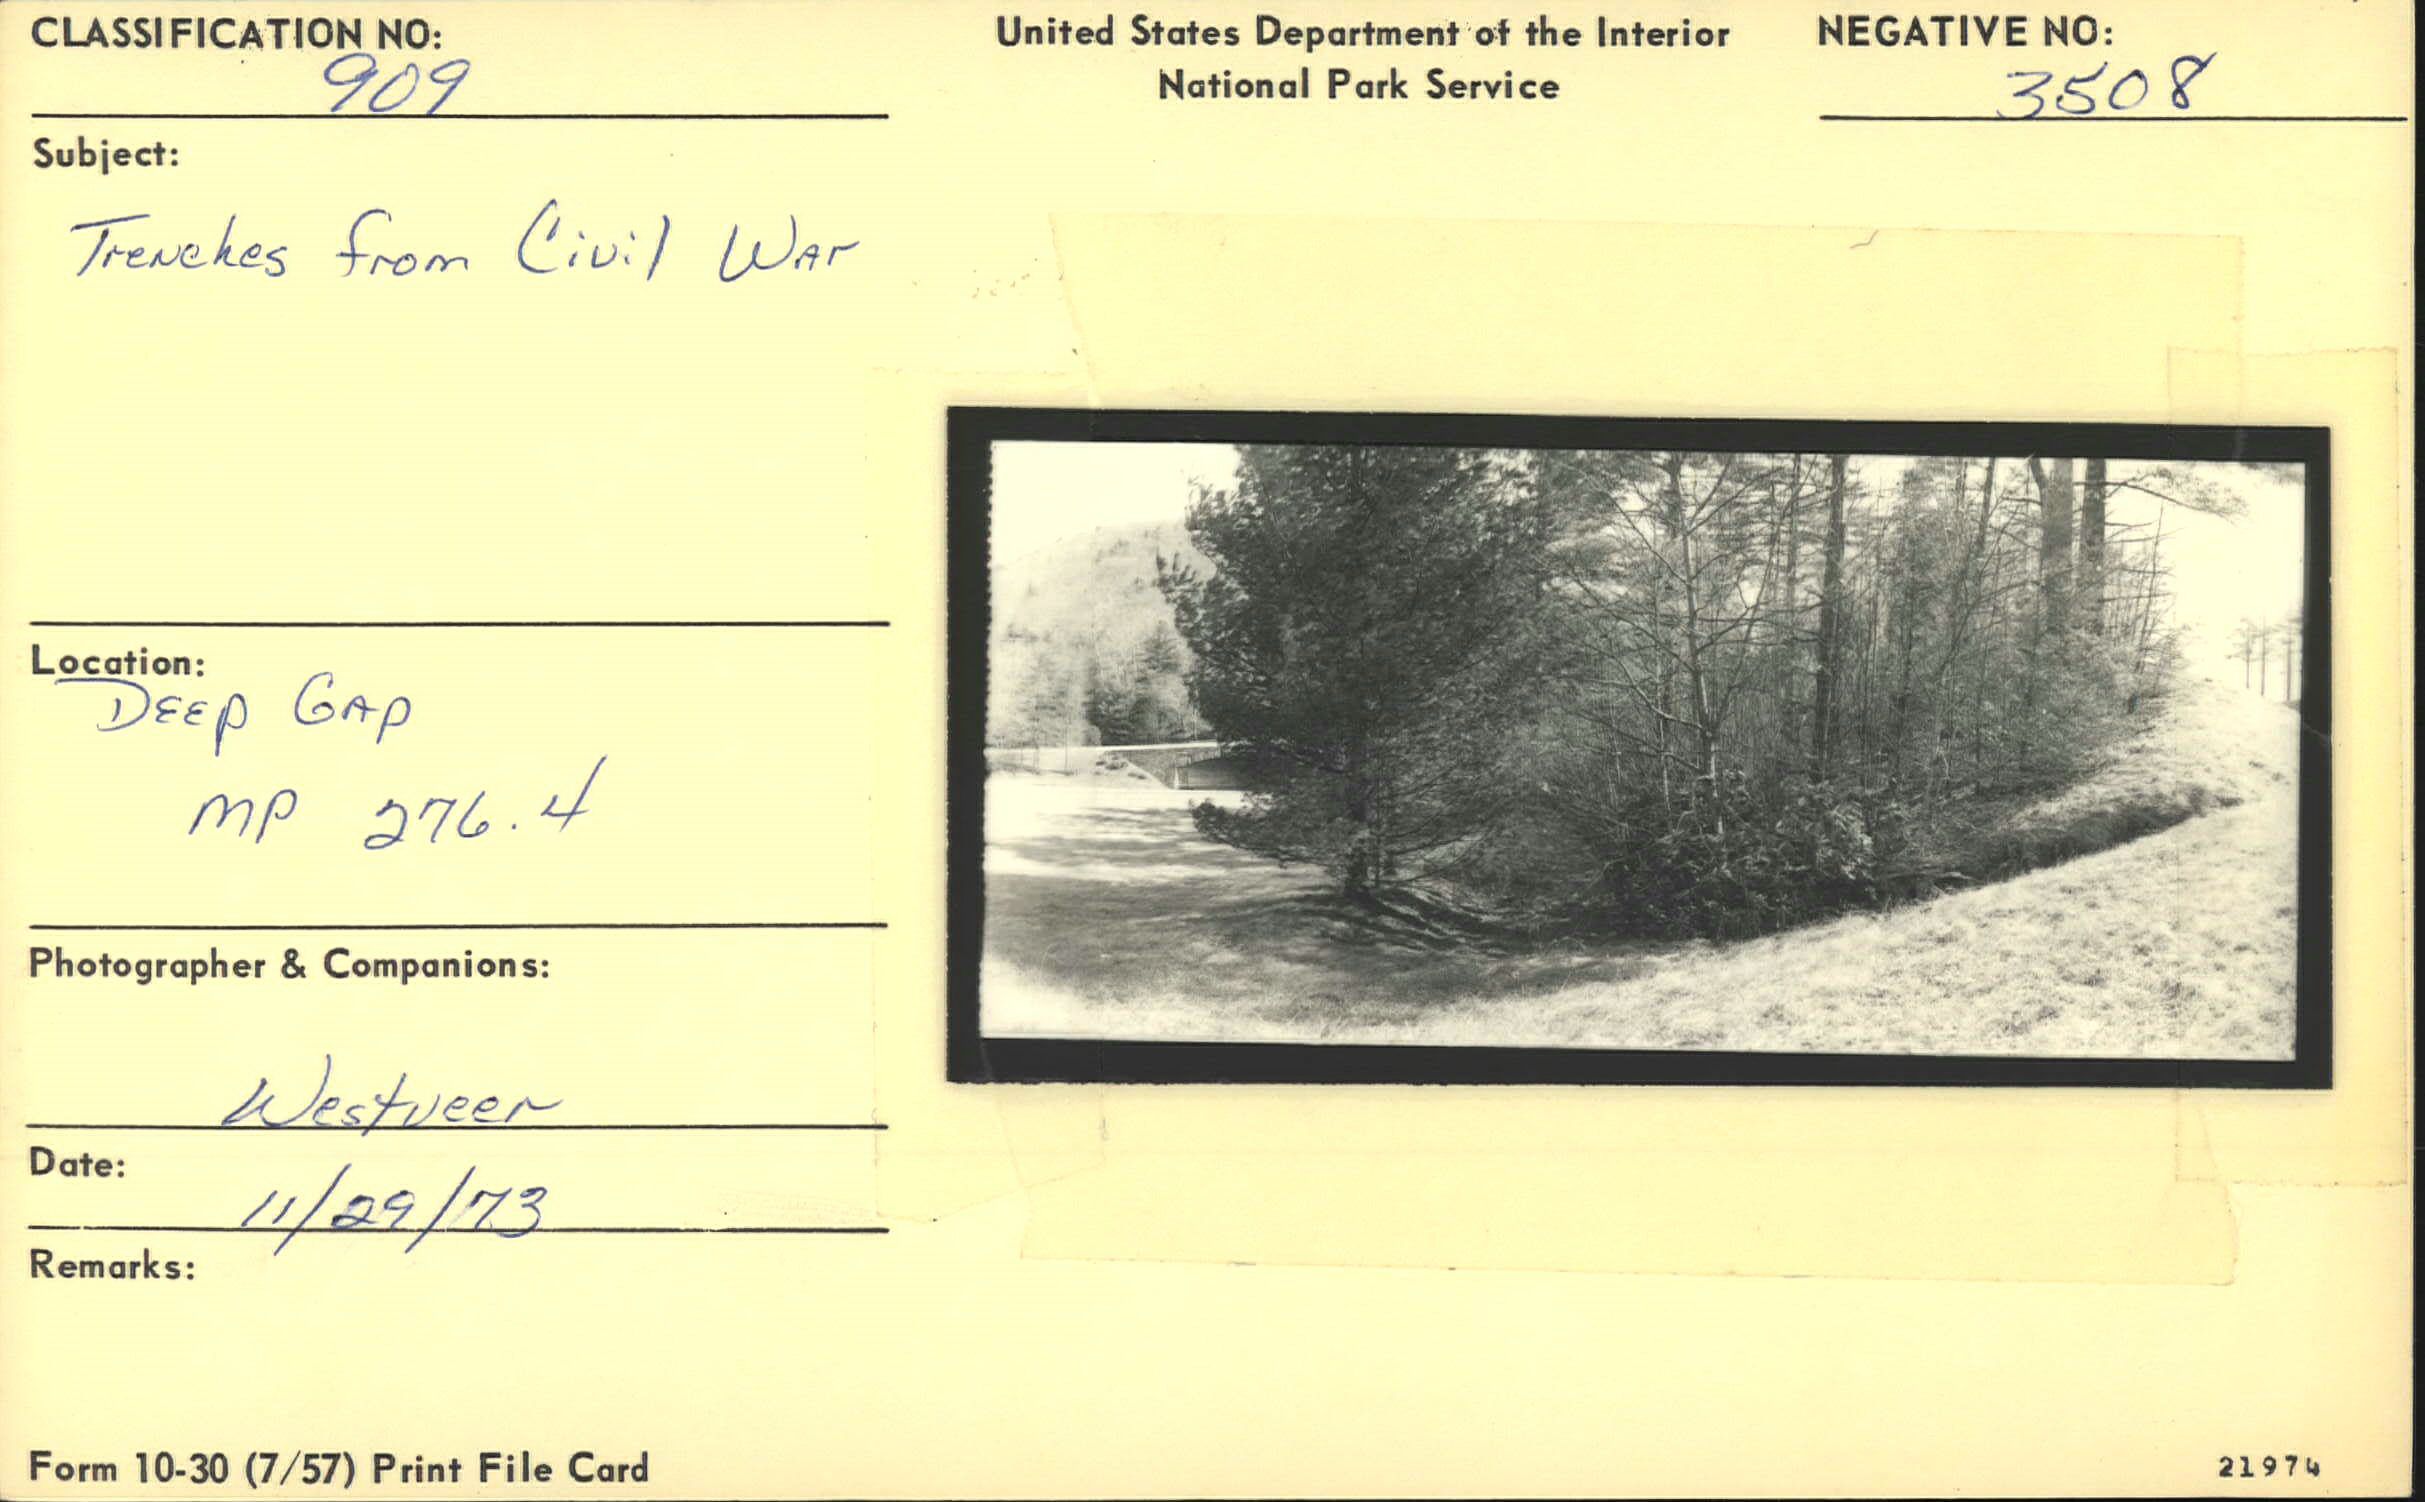 CLASSIFICATION NO:
909
United States Department of the Interior
National Park Service
NEGATIVE NO:
3508
Subject:
Trenches from Civil War
Location:
Deep Gap
MP 276.4
Photographer & Companions:
Westveer
Date:
11/29/73
Remarks:
Form 10-30 (7/57) Print File Card
21974